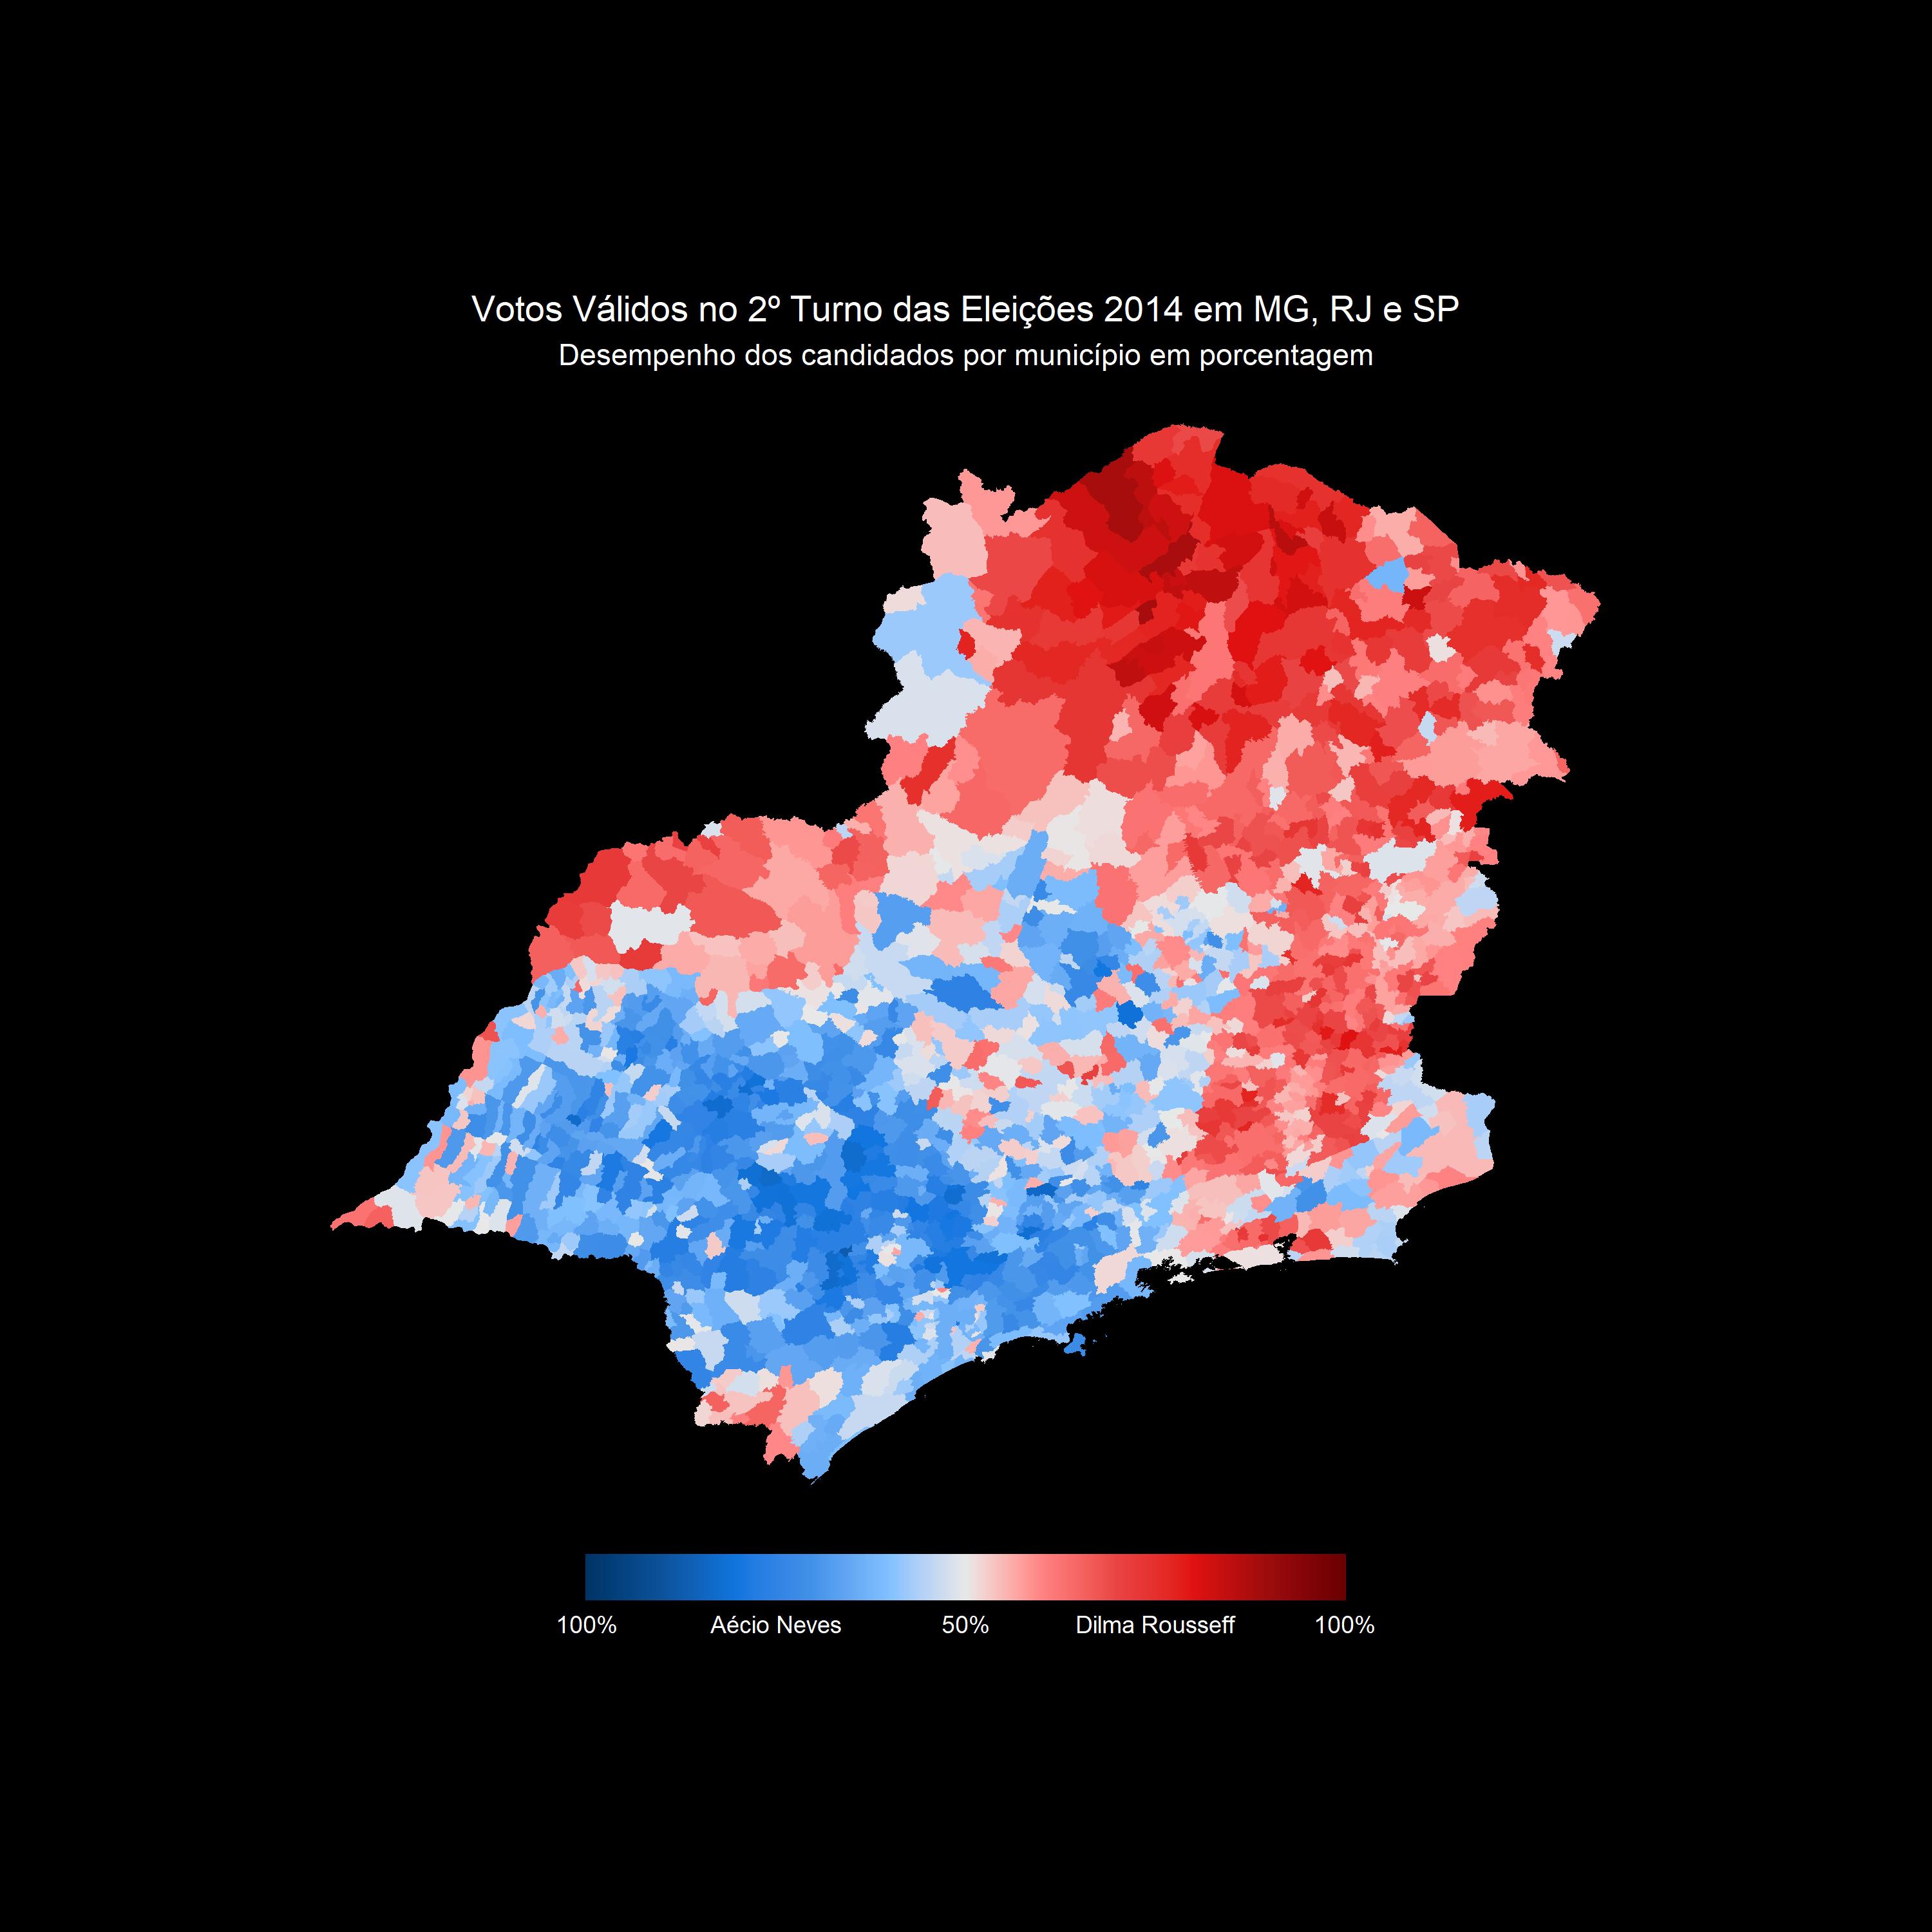 Votos Válidos no 2º Turno das Eleições 2014 em MG, RJ e SP
Desempenho dos candidados por município em porcentagem
100% Aécio Neves 50% Dilma Rousseff 100%